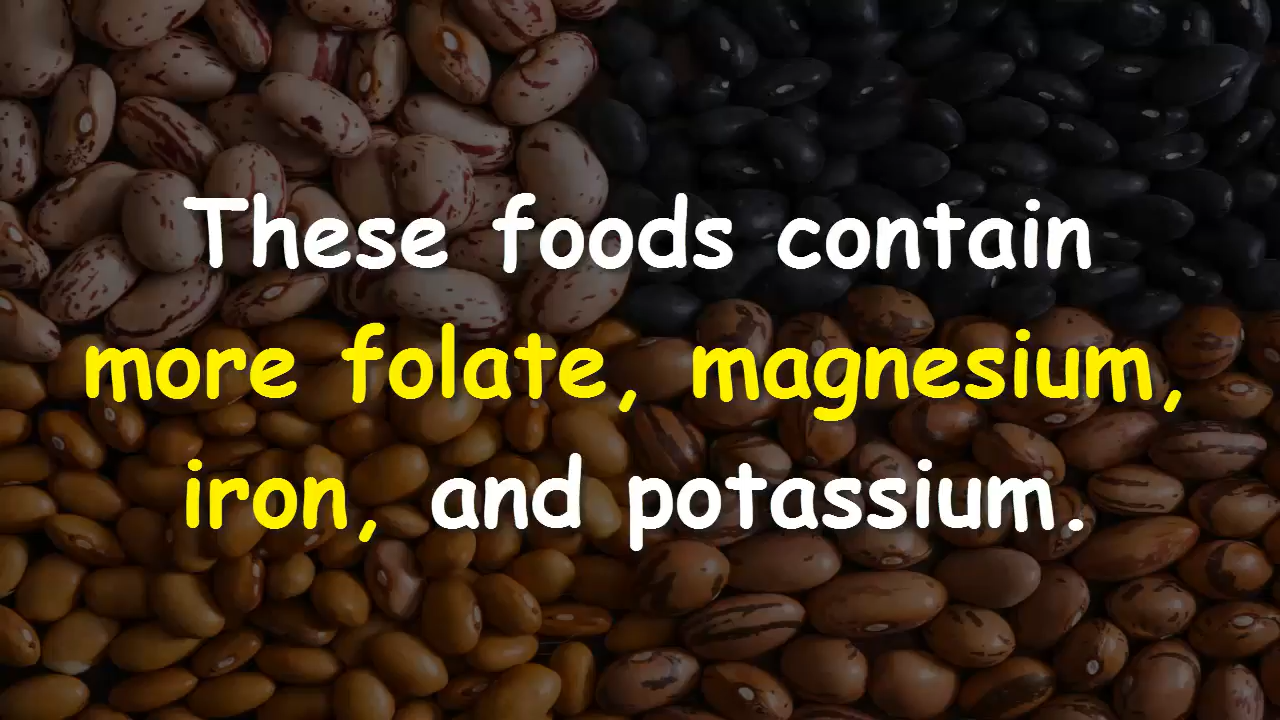 These foods contain
more folate, magnesium,
iron, and potassium.